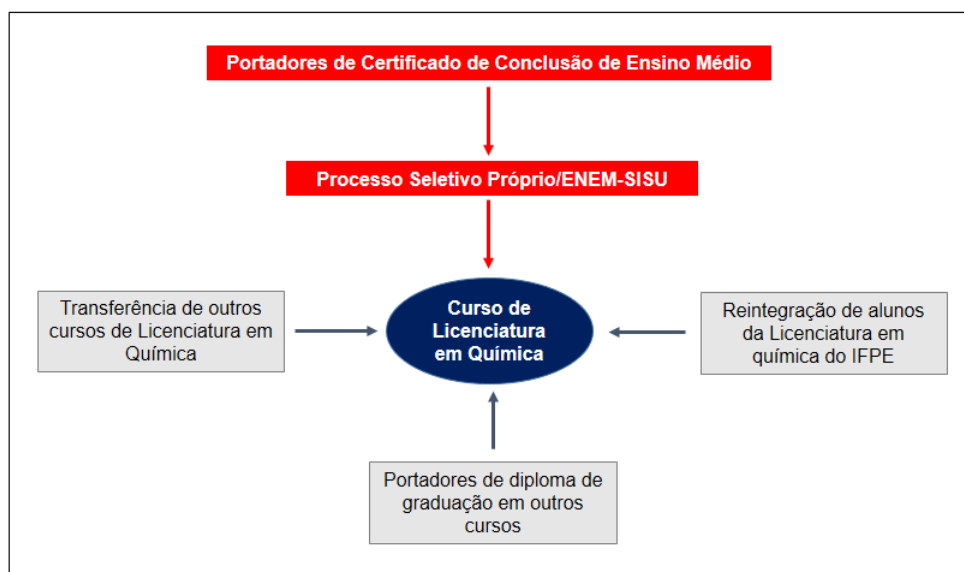 Portadores de Certificado de Conclusão de Ensino Médio
Processo Seletivo Próprio/ENEM-SISU
Transferência de outros
cursos de Licenciatura em
Química
Curso de
Licenciatura
em Química
Reintegração de alunos
da Licenciatura em
química do IFPE
Portadores de diploma de
graduação em outros
cursos